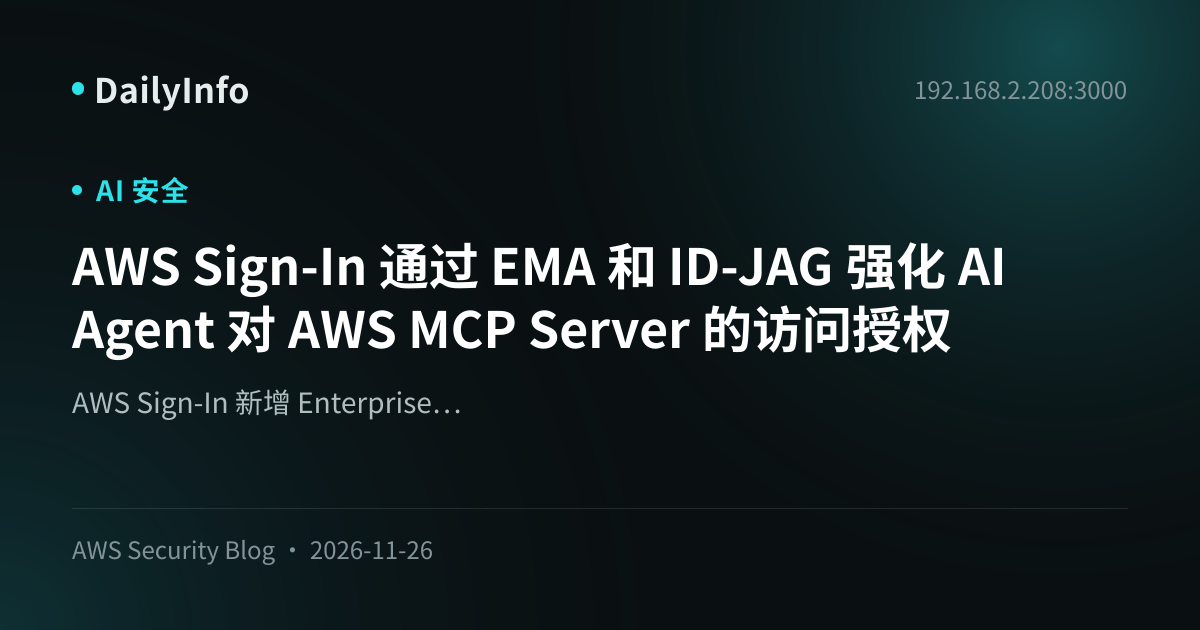 DailyInfo
192.168.2.208:3000
AI 安全
AWS Sign-In 通过 EMA 和 ID-JAG 强化 AI
Agent 对 AWS MCP Server 的访问授权
AWS Sign-In 新增 Enterprise…
AWS Security Blog · 2026-11-26